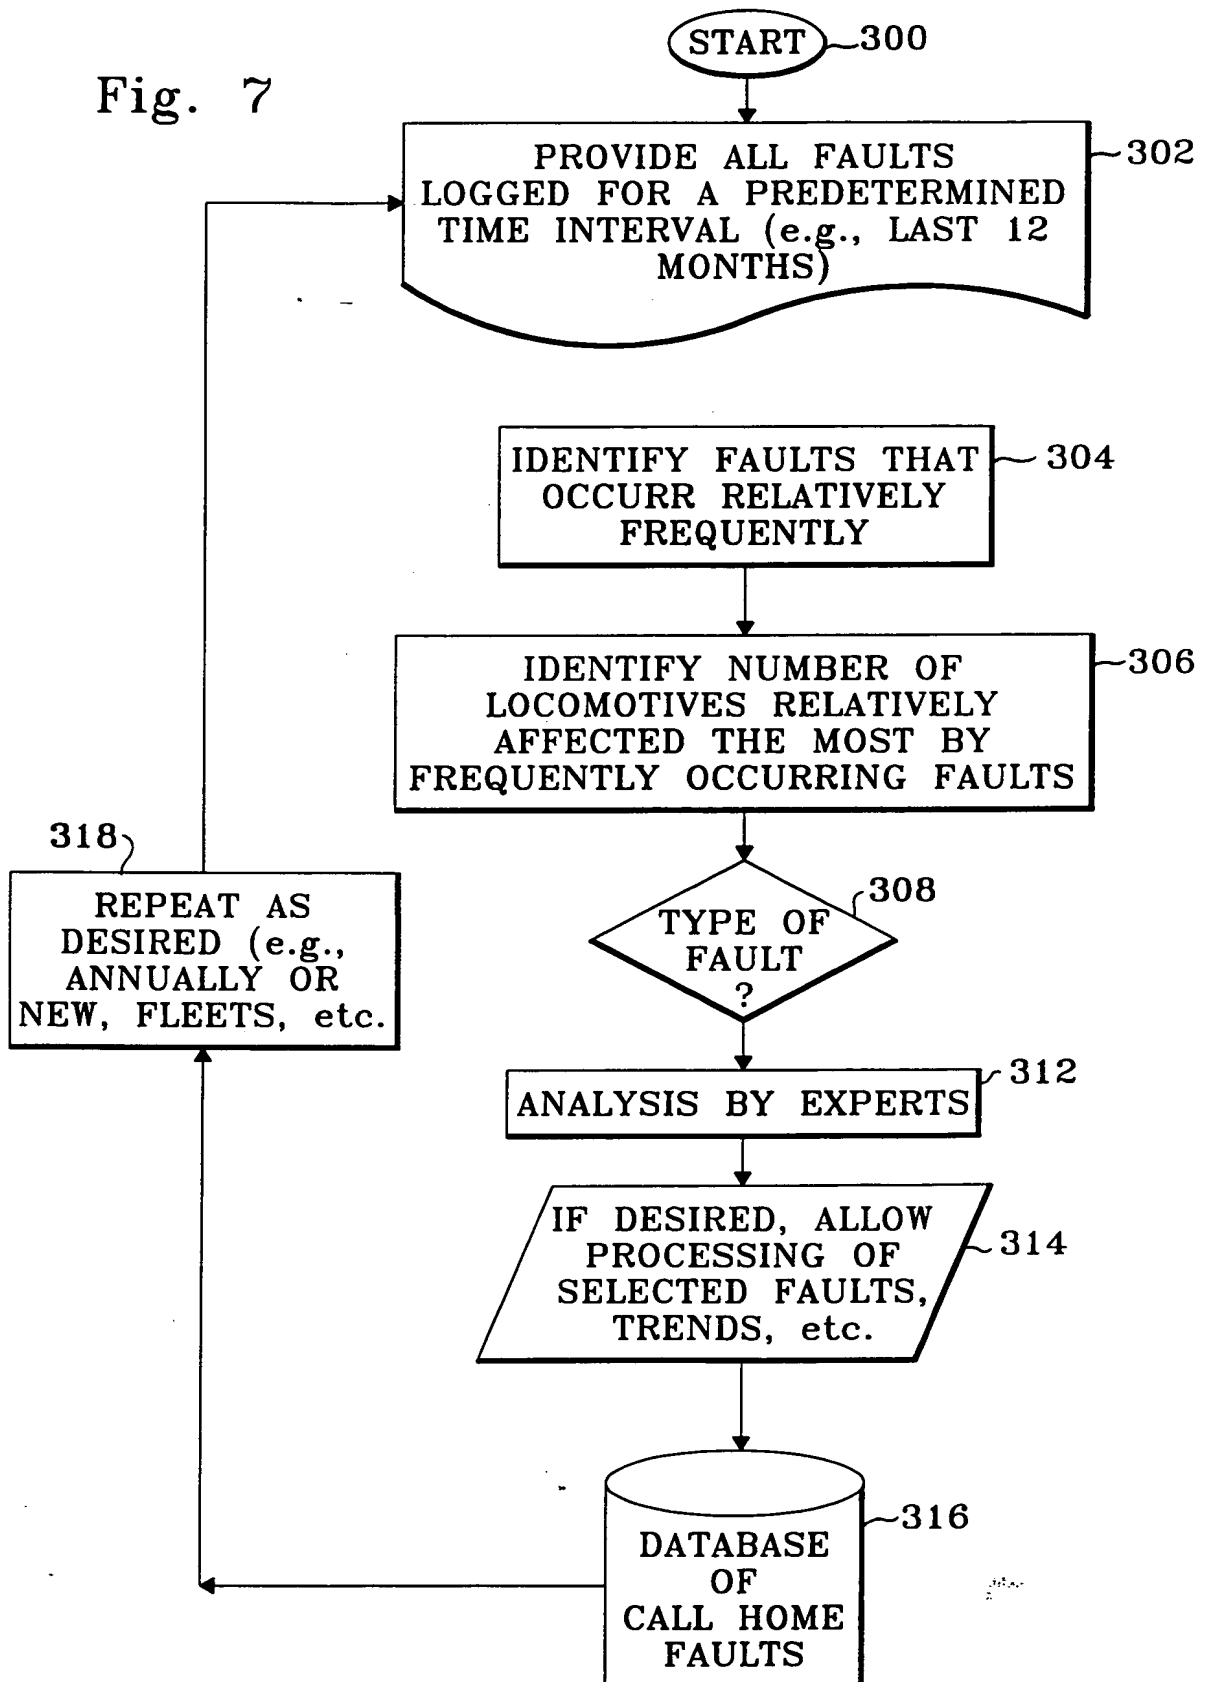 Fig. 7
START
300
PROVIDE ALL FAULTS
LOGGED FOR A PREDETERMINED
TIME INTERVAL (e.g., LAST 12
MONTHS)
302
IDENTIFY FAULTS THAT
OCCURR RELATIVELY
FREQUENTLY
304
IDENTIFY NUMBER OF
LOCOMOTIVES RELATIVELY
AFFECTED THE MOST BY
FREQUENTLY OCCURRING FAULTS
306
TYPE OF
FAULT
?
308
ANALYSIS BY EXPERTS
312
IF DESIRED, ALLOW
PROCESSING OF
SELECTED FAULTS,
TRENDS, etc.
314
DATABASE
OF
CALL HOME
FAULTS
316
318
REPEAT AS
DESIRED (e.g.,
ANNUALLY OR
NEW, FLEETS, etc.